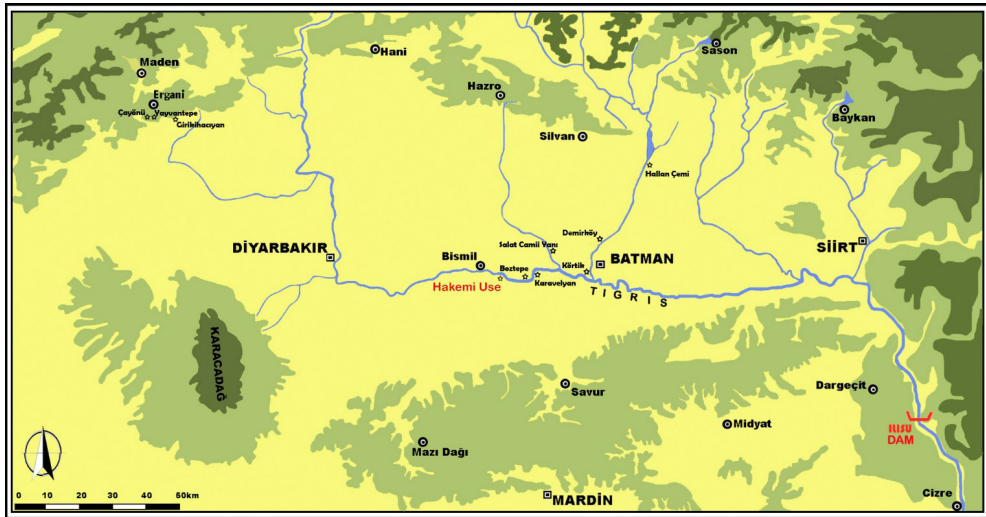 Maden
Hani
Sason
Ergani
Hazro
Çayönü
Yayvantepe
Girikihacıyan
Baykan
Silvan
Hallan Çemi
DİYARBAKIR
Salat Camii Yanı
Demirköy
SİİRT
Bismil
BATMAN
Hakemi Use
Boztepe
Karavelyan
Körtik
TIGRIS
KARACADAĞ
Savur
Dargeçit
Midyat
ILISU
DAM
Mazı Dağı
0 10 20 30 40 50km
MARDİN
Cizre